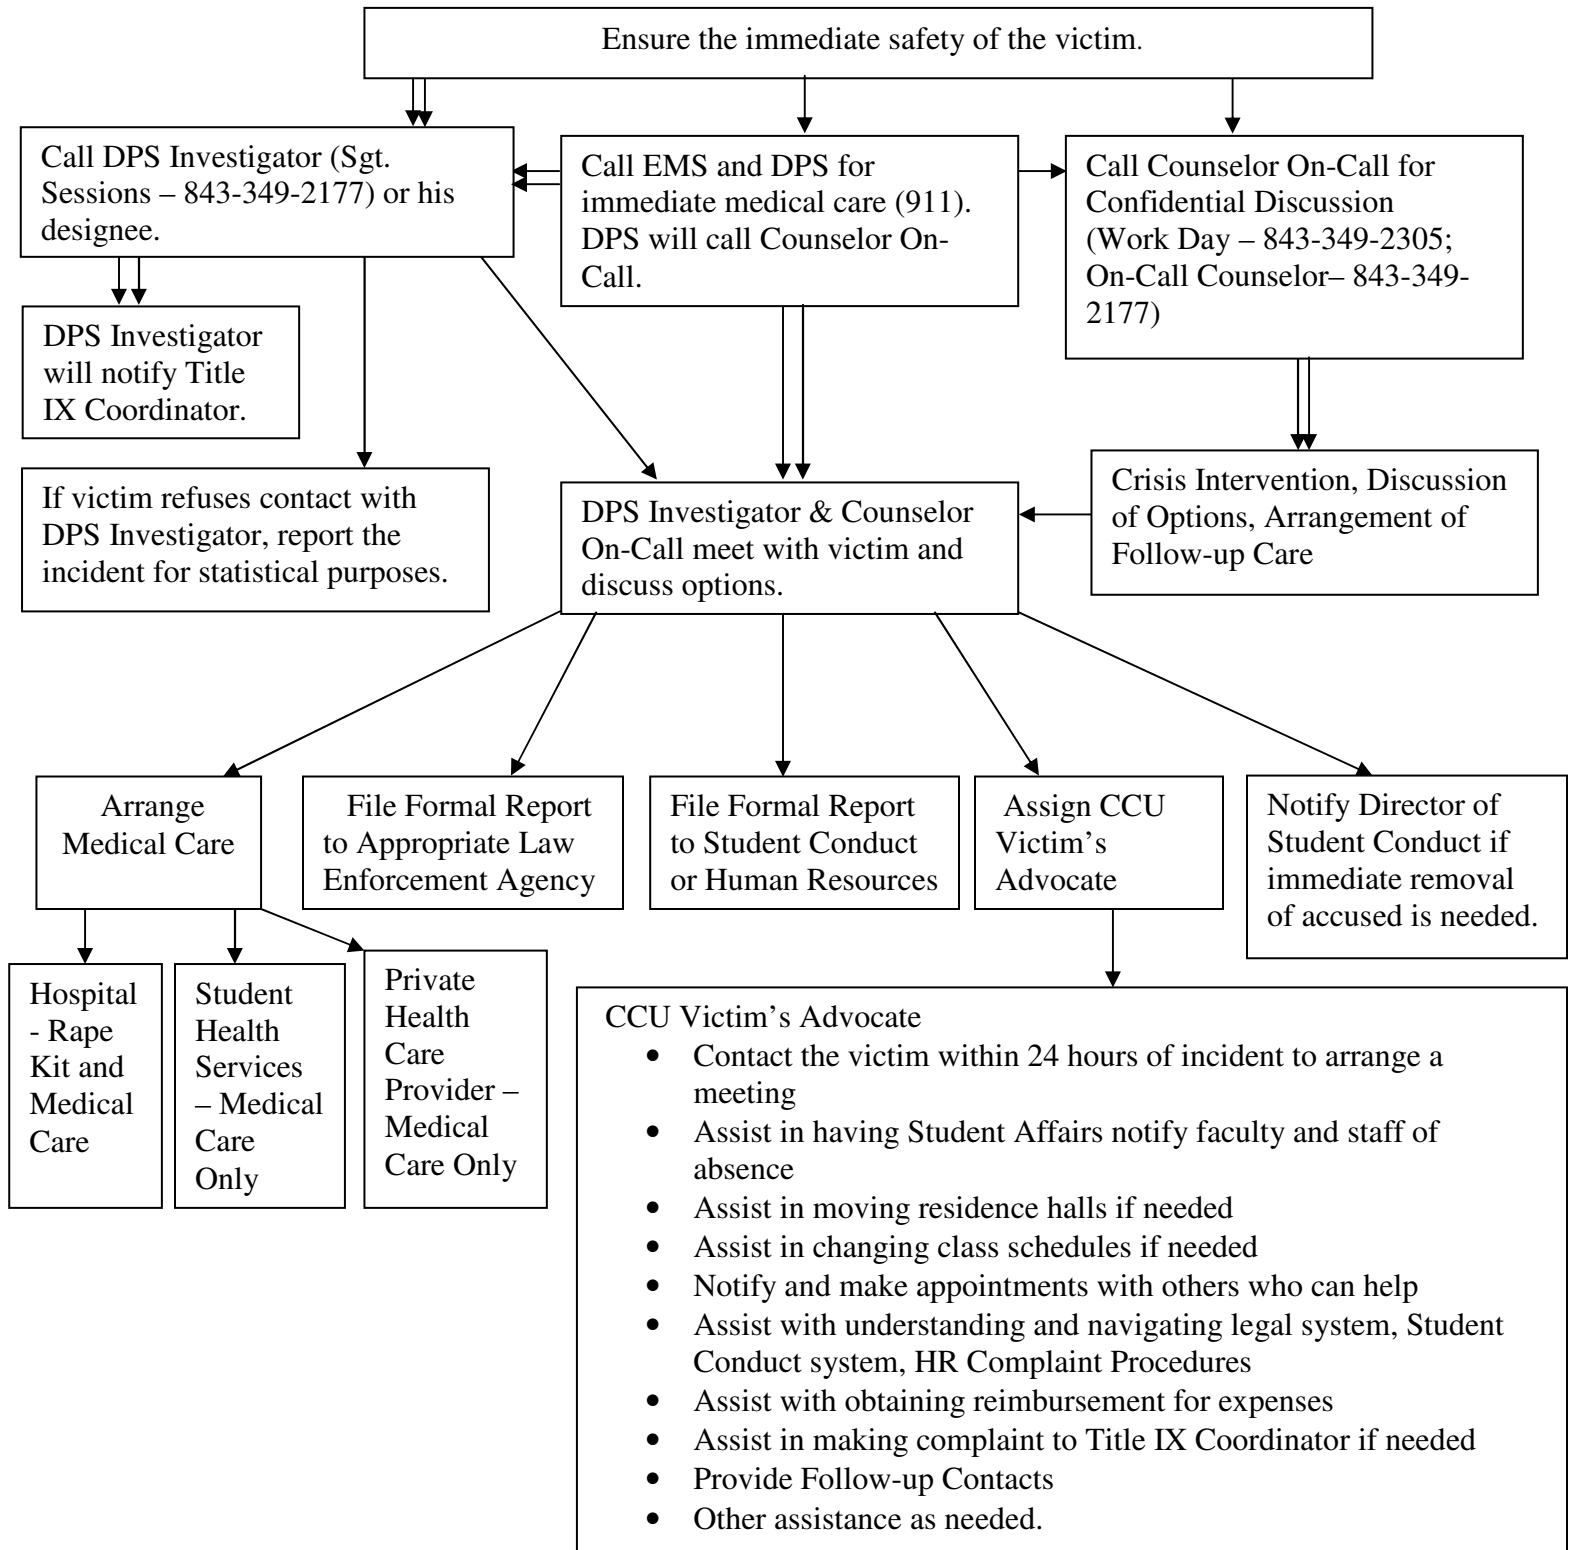 Ensure the immediate safety of the victim.
Call DPS Investigator (Sgt.
Sessions – 843-349-2177) or his
designee.
Call EMS and DPS for
immediate medical care (911).
DPS will call Counselor On-
Call.
Call Counselor On-Call for
Confidential Discussion
(Work Day – 843-349-2305;
On-Call Counselor– 843-349-
2177)
DPS Investigator
will notify Title
IX Coordinator.
If victim refuses contact with
DPS Investigator, report the
incident for statistical purposes.
DPS Investigator & Counselor
On-Call meet with victim and
discuss options.
Crisis Intervention, Discussion
of Options, Arrangement of
Follow-up Care
Arrange
Medical Care
File Formal Report
to Appropriate Law
Enforcement Agency
File Formal Report
to Student Conduct
or Human Resources
Assign CCU
Victim’s
Advocate
Notify Director of
Student Conduct if
immediate removal
of accused is needed.
Hospital
- Rape
Kit and
Medical
Care
Student
Health
Services
– Medical
Care
Only
Private
Health
Care
Provider –
Medical
Care Only
CCU Victim’s Advocate
• Contact the victim within 24 hours of incident to arrange a
meeting
• Assist in having Student Affairs notify faculty and staff of
absence
• Assist in moving residence halls if needed
• Assist in changing class schedules if needed
• Notify and make appointments with others who can help
• Assist with understanding and navigating legal system, Student
Conduct system, HR Complaint Procedures
• Assist with obtaining reimbursement for expenses
• Assist in making complaint to Title IX Coordinator if needed
• Provide Follow-up Contacts
• Other assistance as needed.